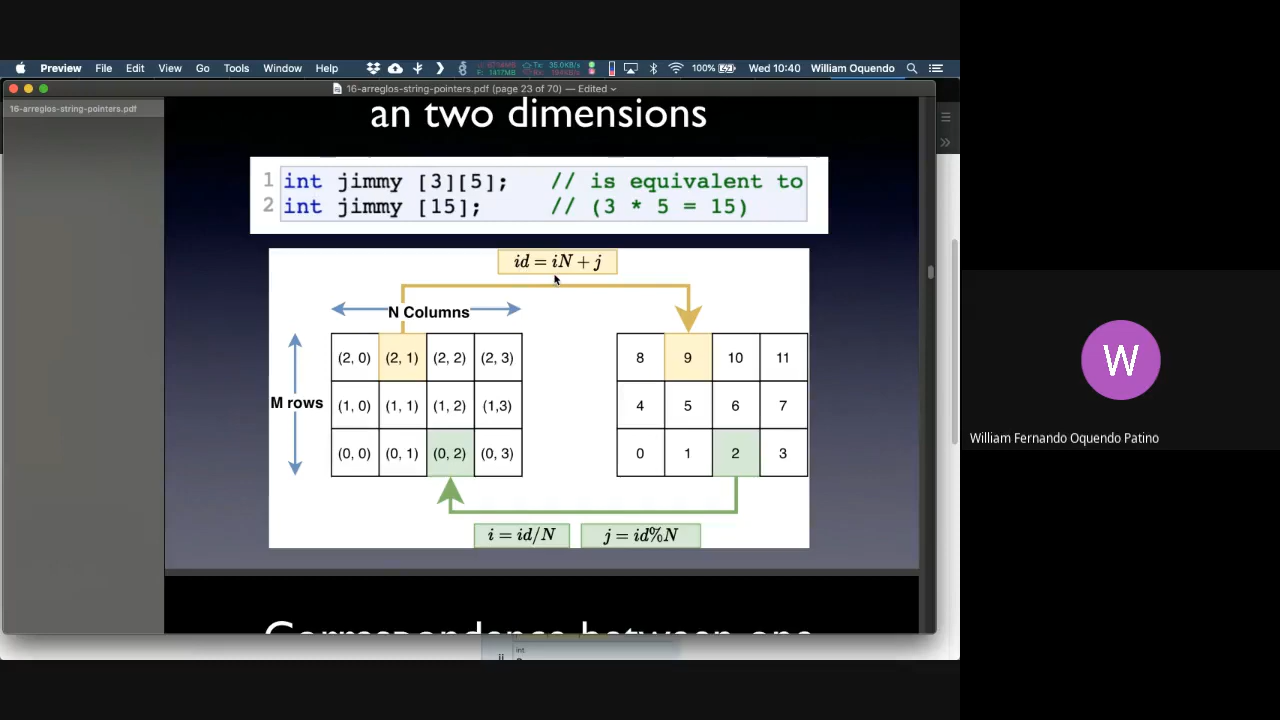 Preview File Edit View Go Tools Window Help 100% Wed 10:40 William Oquendo
16-arreglos-string-pointers.pdf (page 23 of 70) — Edited
16-arreglos-string-pointers.pdf
an two dimensions
1 int jimmy [3][5]; // is equivalent to
2 int jimmy [15]; // (3 * 5 = 15)
id = iN + j
N Columns
(2, 0) (2, 1) (2, 2) (2, 3) 8 9 10 11
M rows (1, 0) (1, 1) (1, 2) (1,3) 4 5 6 7
(0, 0) (0, 1) (0, 2) (0, 3) 0 1 2 3
i = id/N j = id%N
Correspondence between one
int.
W
William Fernando Oquendo Patino